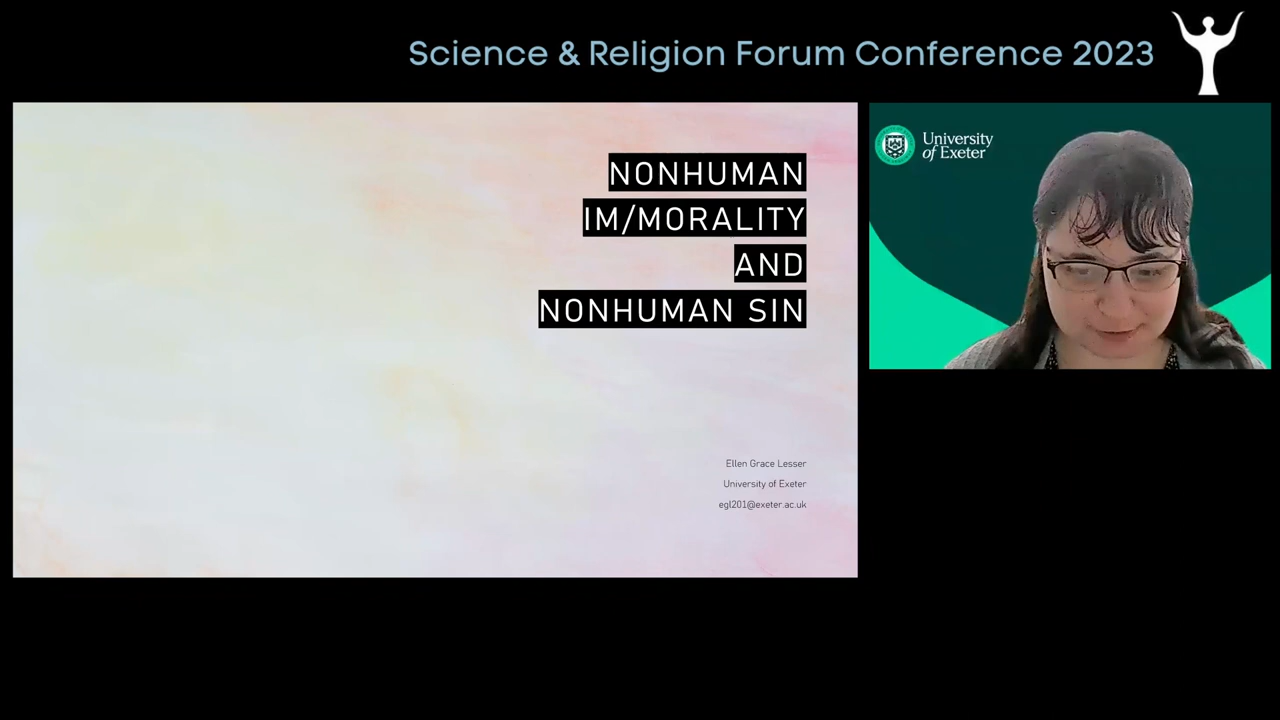 Science & Religion Forum Conference 2023
NONHUMAN
IM/MORALITY
AND
NONHUMAN SIN
Ellen Grace Lesser
University of Exeter
egl201@exeter.ac.uk
University
of Exeter